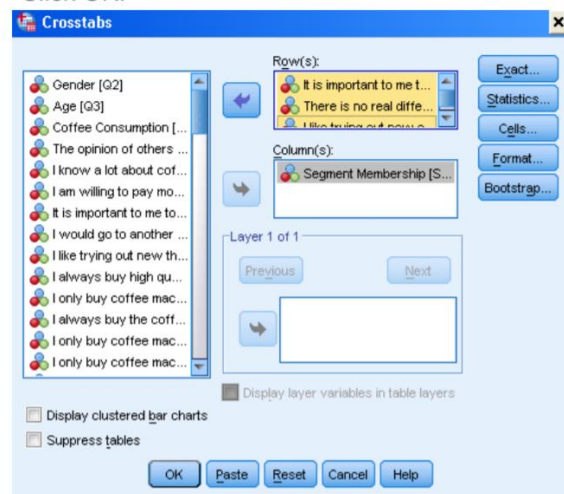 Crosstabs
Gender [Q2]
Age [Q3]
Coffee Consumption [...
The opinion of others ...
I know a lot about cof...
I am willing to pay mo...
It is important to me to...
I would go to another ...
I like trying out new th...
I always buy high qu...
I only buy coffee mac...
I always buy the coff...
I only buy coffee mac...
I only buy coffee mac...
Row(s):
It is important to me t...
There is no real diffe...
I like trying out new
Column(s):
Segment Membership [S...
Layer 1 of 1
Previous
Next
Display layer variables in table layers
Exact...
Statistics...
Cells...
Format...
Bootstrap...
Display clustered bar charts
Suppress tables
OK
Paste
Reset
Cancel
Help